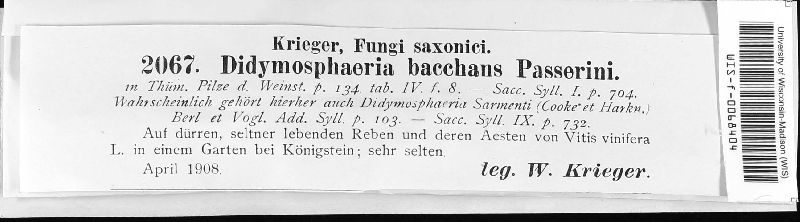 Krieger, Fungi saxonici.
2067. Didymosphaeria bacchans Passerini.
in Thüm. Pilze d. Weinst. p. 134. tab. IV. f. 8. Sacc. Syll. I. p. 704.
Wahrscheinlich gehört hierher auch Didymosphaeria Sarmenti (Cooke et Harkn.)
Berl et Vogl. Add. Syll. p. 103. — Sacc. Syll. IX. p. 732.
Auf dürren, seltner lebenden Reben und deren Aesten von Vitis vinifera
L. in einem Garten bei Königstein; sehr selten.
April 1908. leg. W. Krieger.
University of Wisconsin-Madison (WIS)
WIS-f-0068404